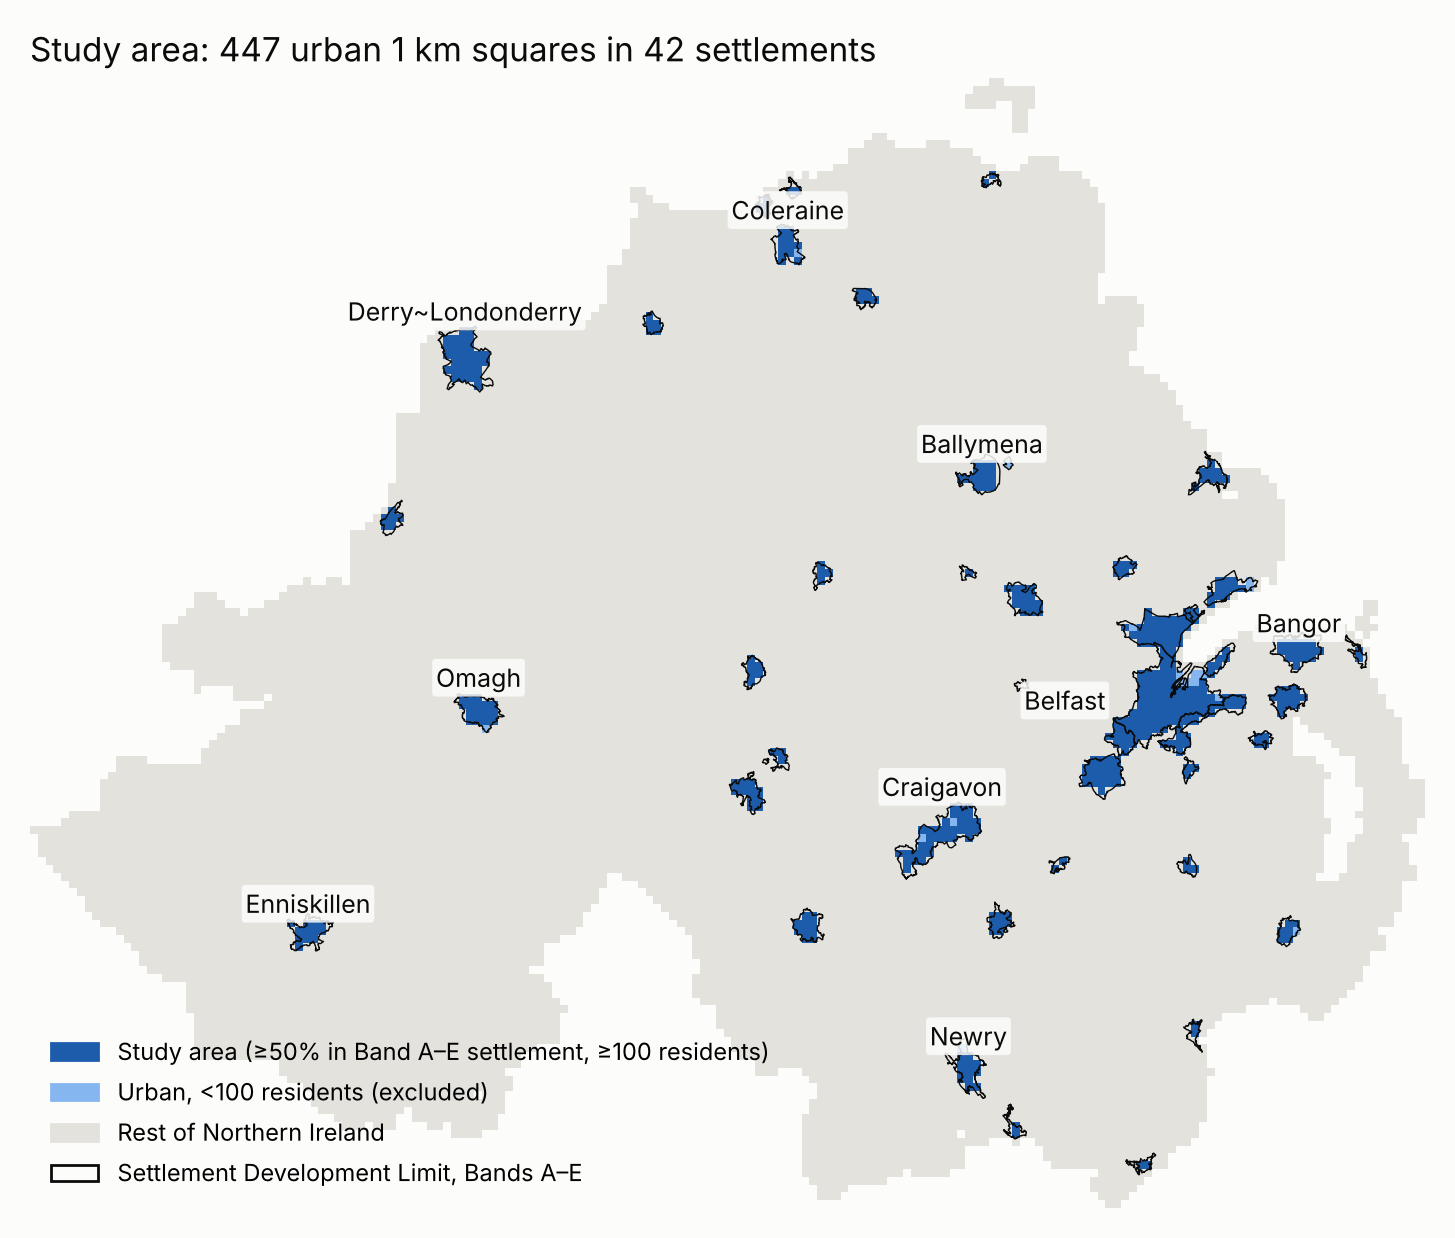 Study area: 447 urban 1 km squares in 42 settlements
Coleraine
Derry~Londonderry
Ballymena
Bangor
Omagh
Belfast
Craigavon
Enniskillen
Newry
Study area (≥50% in Band A–E settlement, ≥100 residents)
Urban, <100 residents (excluded)
Rest of Northern Ireland
Settlement Development Limit, Bands A–E